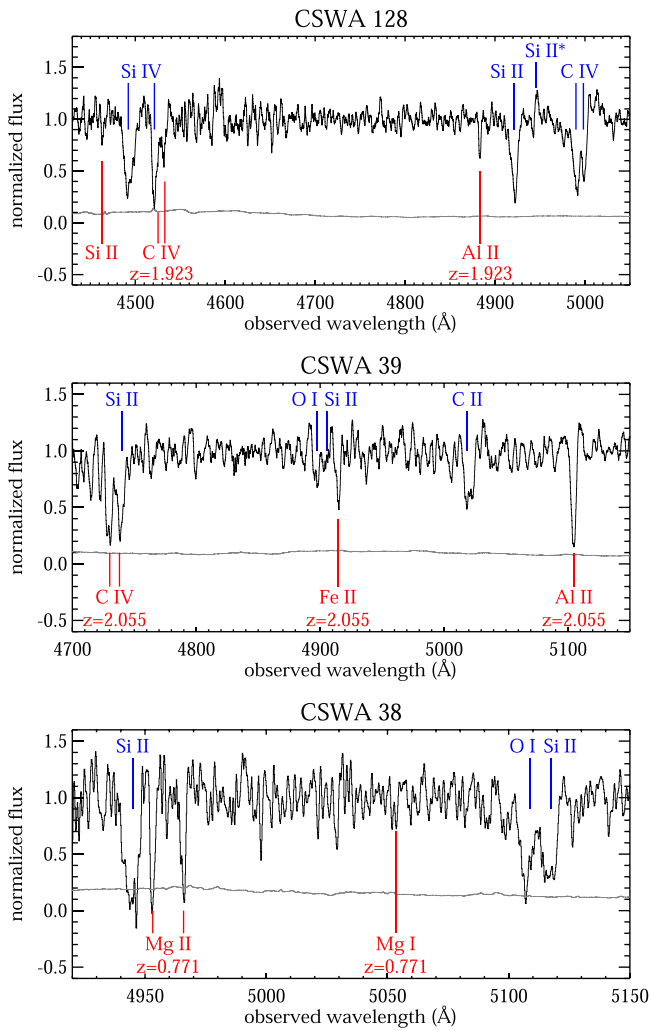 CSWA 128
Si IV
Si II
Si II*
C IV
1.5
1.0
0.5
0.0
-0.5
normalized flux
Si II
C IV
z=1.923
Al II
z=1.923
4500 4600 4700 4800 4900 5000
observed wavelength (Å)
CSWA 39
Si II
O I
Si II
C II
1.5
1.0
0.5
0.0
-0.5
normalized flux
C IV
z=2.055
Fe II
z=2.055
Al II
z=2.055
4700 4800 4900 5000 5100
observed wavelength (Å)
CSWA 38
Si II
O I
Si II
1.5
1.0
0.5
0.0
-0.5
normalized flux
Mg II
z=0.771
Mg I
z=0.771
4950 5000 5050 5100 5150
observed wavelength (Å)